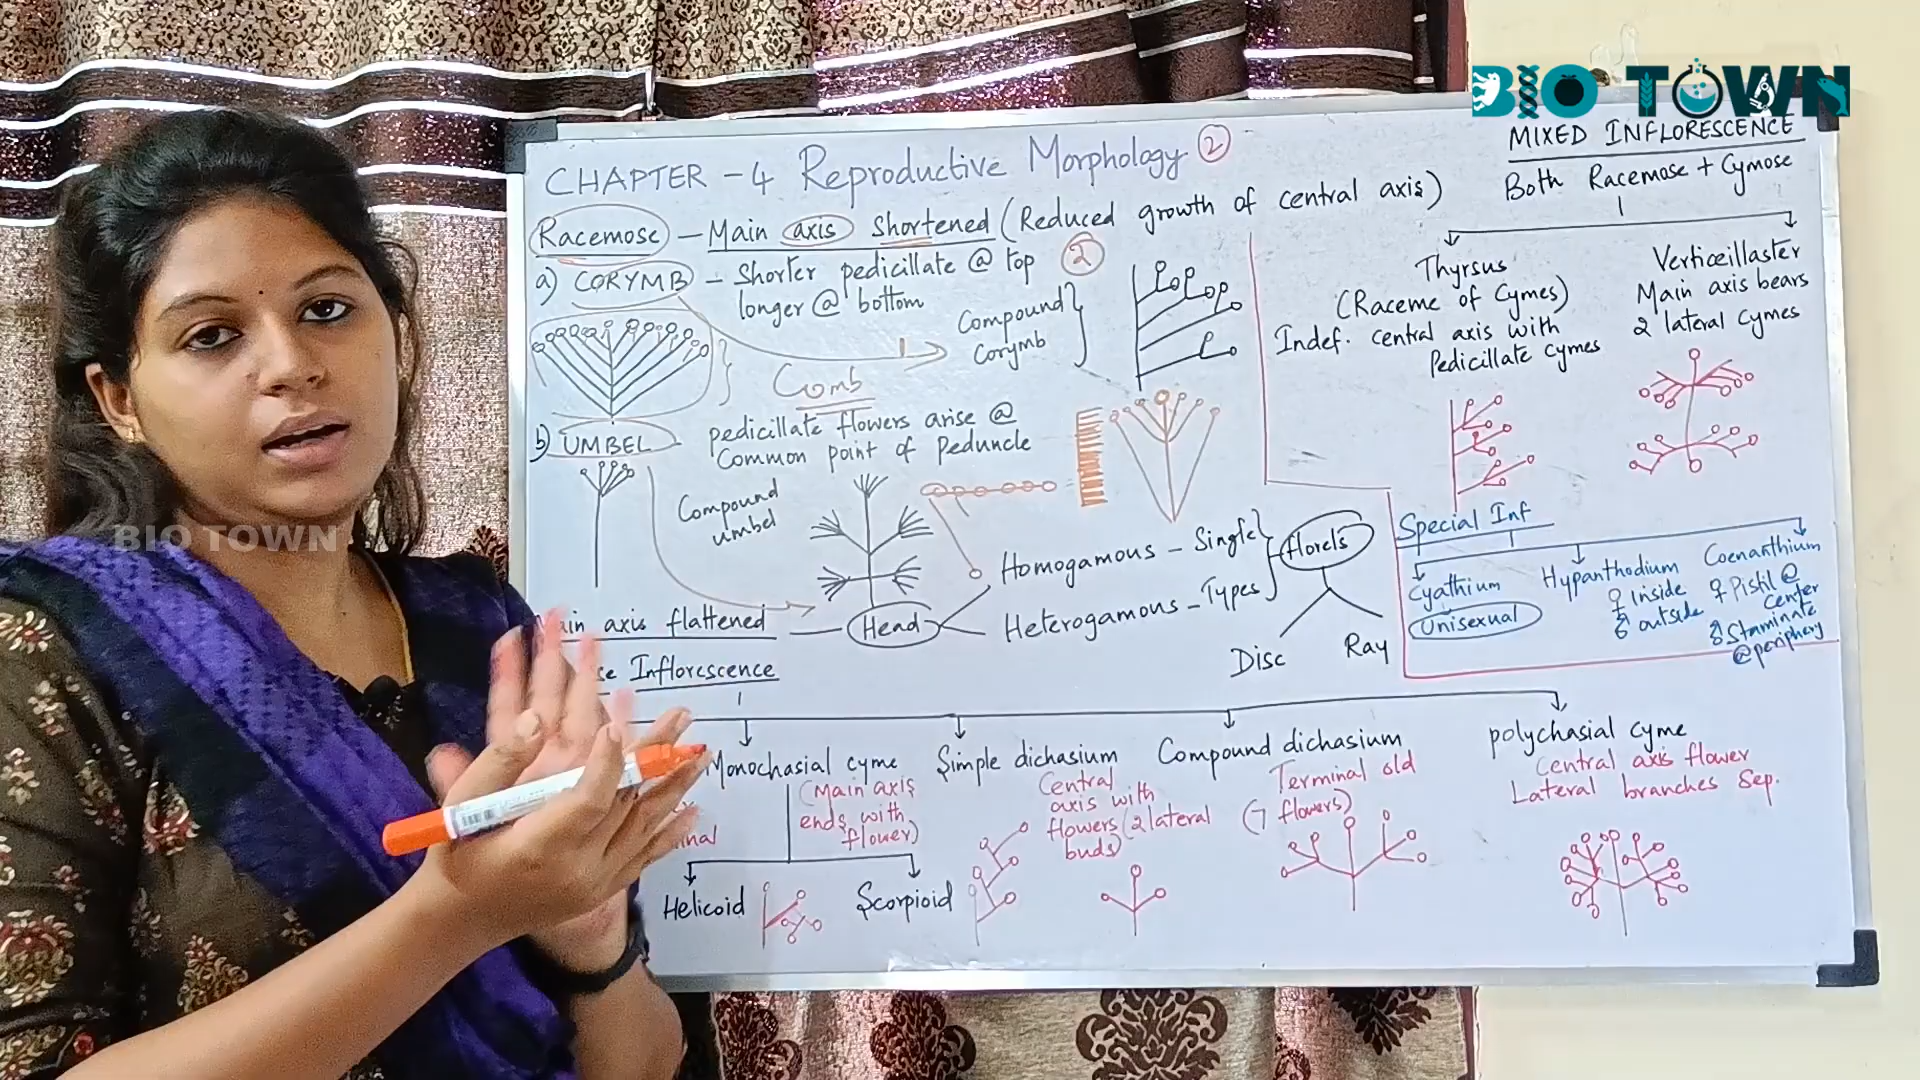 BIO TOWN
CHAPTER - 4 Reproductive Morphology 2
Racemose - Main axis shortened (Reduced growth of central axis)
a) CORYMB - Shorter pedicillate @ top 2
longer @ bottom
Compound
Corymb
Comb
b) UMBEL
pedicillate flowers arise @
Common point of Peduncle
Compound
umbel
ain axis flattened
Head
Homogamous - Single
Heterogamous - Types
florets
Disc
Ray
MIXED INFLORESCENCE
Both Racemose + Cymose
Thyrsus
(Raceme of Cymes)
Indef. central axis with
Pedicillate cymes
Verticeillaster
Main axis bears
2 lateral Cymes
Special Inf
Cyathium
Unisexual
Hypanthodium
♀ inside
♂ outside
Coenanthium
♀ Pistil @
center
♂ Staminate
@periphery
se Inflorescence
Monochasial cyme
(Main axis
ends with
flower)
inal
Helicoid
Scorpioid
Simple dichasium
Central
axis with
flowers (2 lateral
buds)
Compound dichasium
Terminal old
(7 flowers)
polychasial cyme
Central axis flower
Lateral branches Sep.
BIO TOWN